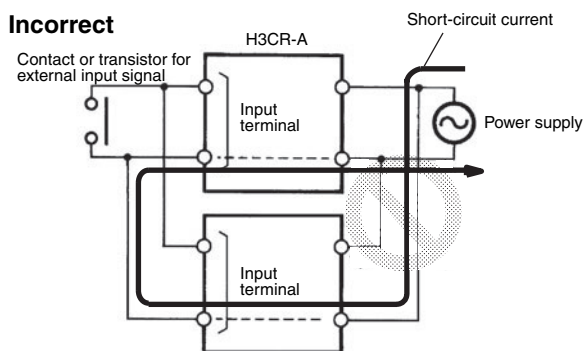 Incorrect
Short-circuit current
H3CR-A
Contact or transistor for
external input signal
Input
terminal
Power supply
Input
terminal